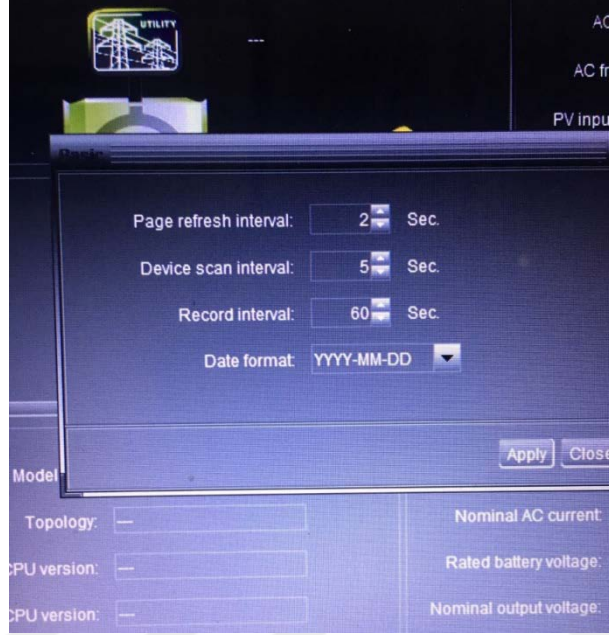 UTILITY
---
AC
AC fr
PV inpu
Basic
Page refresh interval: 2 Sec.
Device scan interval: 5 Sec.
Record interval: 60 Sec.
Date format: YYYY-MM-DD
Apply Close
Model
Topology: ---
Nominal AC current:
CPU version: ---
Rated battery voltage:
CPU version: ---
Nominal output voltage: